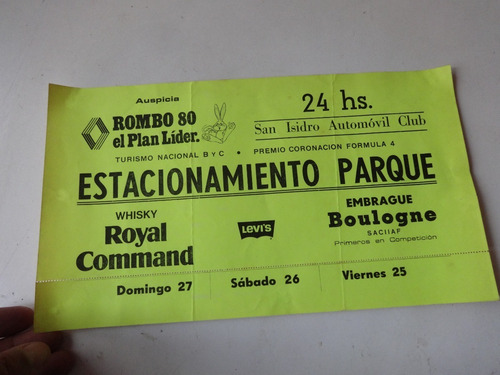 Auspicia
ROMBO 80
el Plan Líder.
24 hs.
San Isidro Automóvil Club
TURISMO NACIONAL B y C • PREMIO CORONACION FORMULA 4
ESTACIONAMIENTO PARQUE
WHISKY
Royal
Command
LEVI'S
EMBRAGUE
Boulogne
SACIIAF
Primeros en Competición
Domingo 27
Sábado 26
Viernes 25